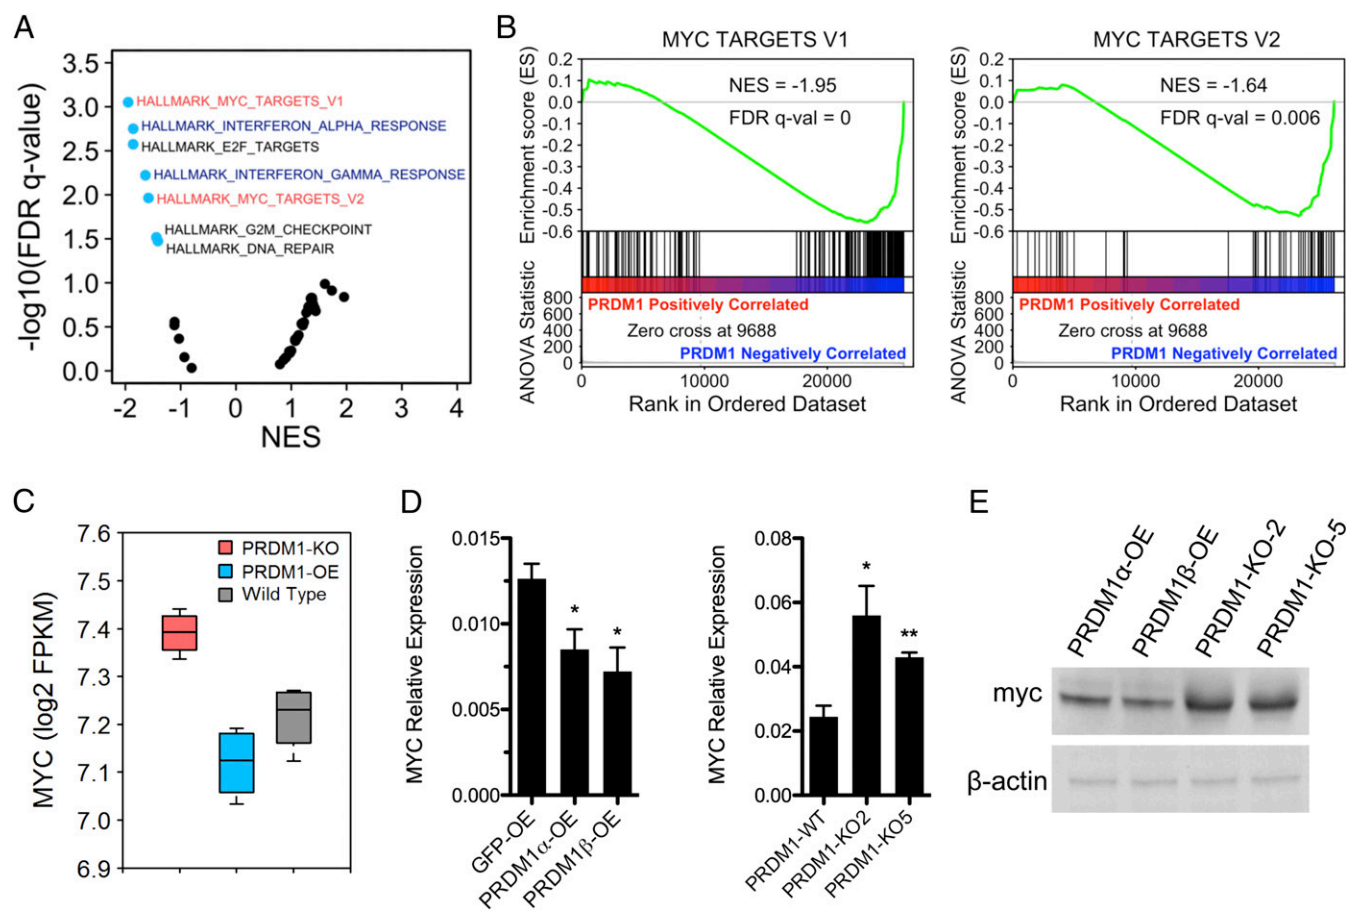 A
-log10(FDR q-value)
3.5
3.0
2.5
2.0
1.5
1.0
0.5
0.0
HALLMARK_MYC_TARGETS_V1
HALLMARK_INTERFERON_ALPHA_RESPONSE
HALLMARK_E2F_TARGETS
HALLMARK_INTERFERON_GAMMA_RESPONSE
HALLMARK_MYC_TARGETS_V2
HALLMARK_G2M_CHECKPOINT
HALLMARK_DNA_REPAIR
-2 -1 0 1 2 3 4
NES
B
MYC TARGETS V1
Enrichment score (ES)
0.2
0.1
0.0
-0.1
-0.2
-0.3
-0.4
-0.5
-0.6
NES = -1.95
FDR q-val = 0
ANOVA Statistic
800
600
400
200
0
PRDM1 Positively Correlated
Zero cross at 9688
PRDM1 Negatively Correlated
0 10000 20000
Rank in Ordered Dataset
MYC TARGETS V2
Enrichment score (ES)
0.2
0.1
0.0
-0.1
-0.2
-0.3
-0.4
-0.5
-0.6
NES = -1.64
FDR q-val = 0.006
ANOVA Statistic
800
600
400
200
0
PRDM1 Positively Correlated
Zero cross at 9688
PRDM1 Negatively Correlated
0 10000 20000
Rank in Ordered Dataset
C
MYC (log2 FPKM)
7.6
7.5
7.4
7.3
7.2
7.1
7.0
6.9
PRDM1-KO
PRDM1-OE
Wild Type
D
MYC Relative Expression
0.015
0.010
0.005
0.000
*
*
GFP-OE
PRDM1α-OE
PRDM1β-OE
MYC Relative Expression
0.08
0.06
0.04
0.02
0.00
*
**
PRDM1-WT
PRDM1-KO2
PRDM1-KO5
E
PRDM1α-OE
PRDM1β-OE
PRDM1-KO-2
PRDM1-KO-5
myc
β-actin